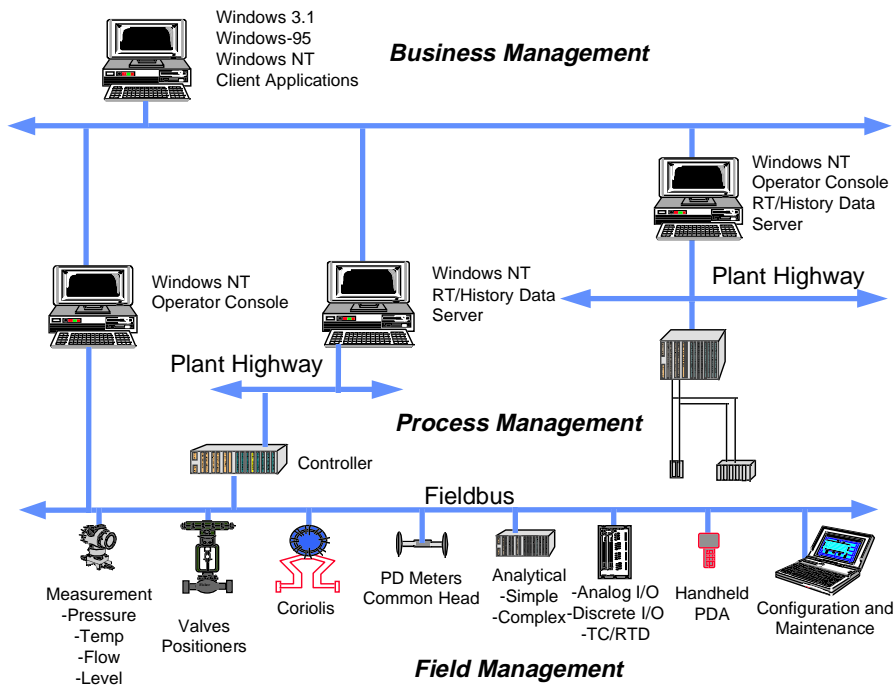 Windows 3.1
Windows-95
Windows NT
Client Applications
Business Management
Windows NT
Operator Console
RT/History Data
Server
Windows NT
Operator Console
Windows NT
RT/History Data
Server
Plant Highway
Plant Highway
Process Management
Controller
Fieldbus
Measurement
-Pressure
-Temp
-Flow
-Level
Valves
Positioners
Coriolis
PD Meters
Common Head
Analytical
-Simple
-Complex
-Analog I/O
-Discrete I/O
-TC/RTD
Handheld
PDA
Configuration and
Maintenance
Field Management